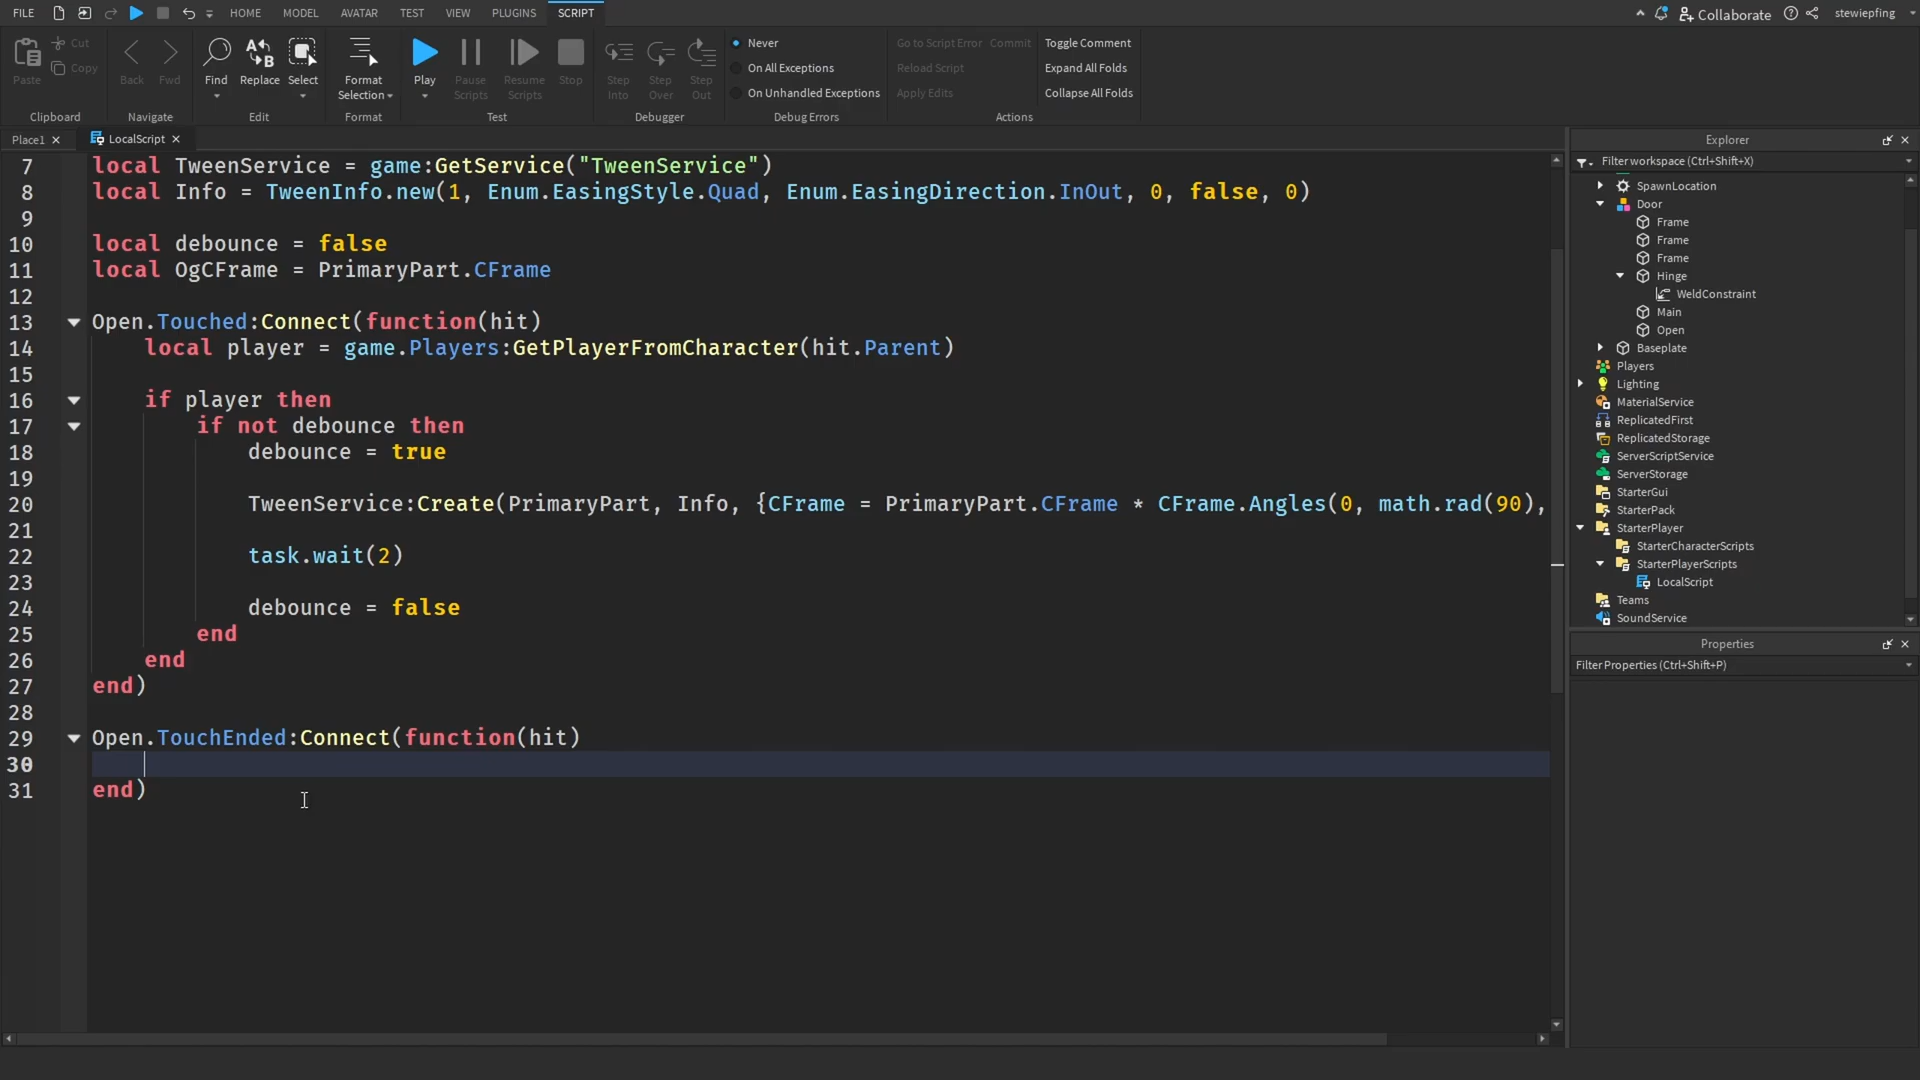 FILE HOME MODEL AVATAR TEST VIEW PLUGINS SCRIPT Collaborate stewiepfing
Paste Cut Copy Back Fwd Find Replace Select Format Selection Play Pause Scripts Resume Scripts Stop Step Into Step Over Step Out
Never
On All Exceptions
On Unhandled Exceptions
Go to Script Error Commit
Reload Script
Apply Edits
Toggle Comment
Expand All Folds
Collapse All Folds
Clipboard Navigate Edit Format Test Debugger Debug Errors Actions
Place1 LocalScript
7 local TweenService = game:GetService("TweenService")
8 local Info = TweenInfo.new(1, Enum.EasingStyle.Quad, Enum.EasingDirection.InOut, 0, false, 0)
9
10 local debounce = false
11 local OgCFrame = PrimaryPart.CFrame
12
13 Open.Touched:Connect(function(hit)
14 local player = game.Players:GetPlayerFromCharacter(hit.Parent)
15
16 if player then
17 if not debounce then
18 debounce = true
19
20 TweenService:Create(PrimaryPart, Info, {CFrame = PrimaryPart.CFrame * CFrame.Angles(0, math.rad(90),
21
22 task.wait(2)
23
24 debounce = false
25 end
26 end
27 end)
28
29 Open.TouchEnded:Connect(function(hit)
30
31 end)
Explorer
Filter workspace (Ctrl+Shift+X)
SpawnLocation
Door
Frame
Frame
Frame
Hinge
WeldConstraint
Main
Open
Baseplate
Players
Lighting
MaterialService
ReplicatedFirst
ReplicatedStorage
ServerScriptService
ServerStorage
StarterGui
StarterPack
StarterPlayer
StarterCharacterScripts
StarterPlayerScripts
LocalScript
Teams
SoundService
Properties
Filter Properties (Ctrl+Shift+P)